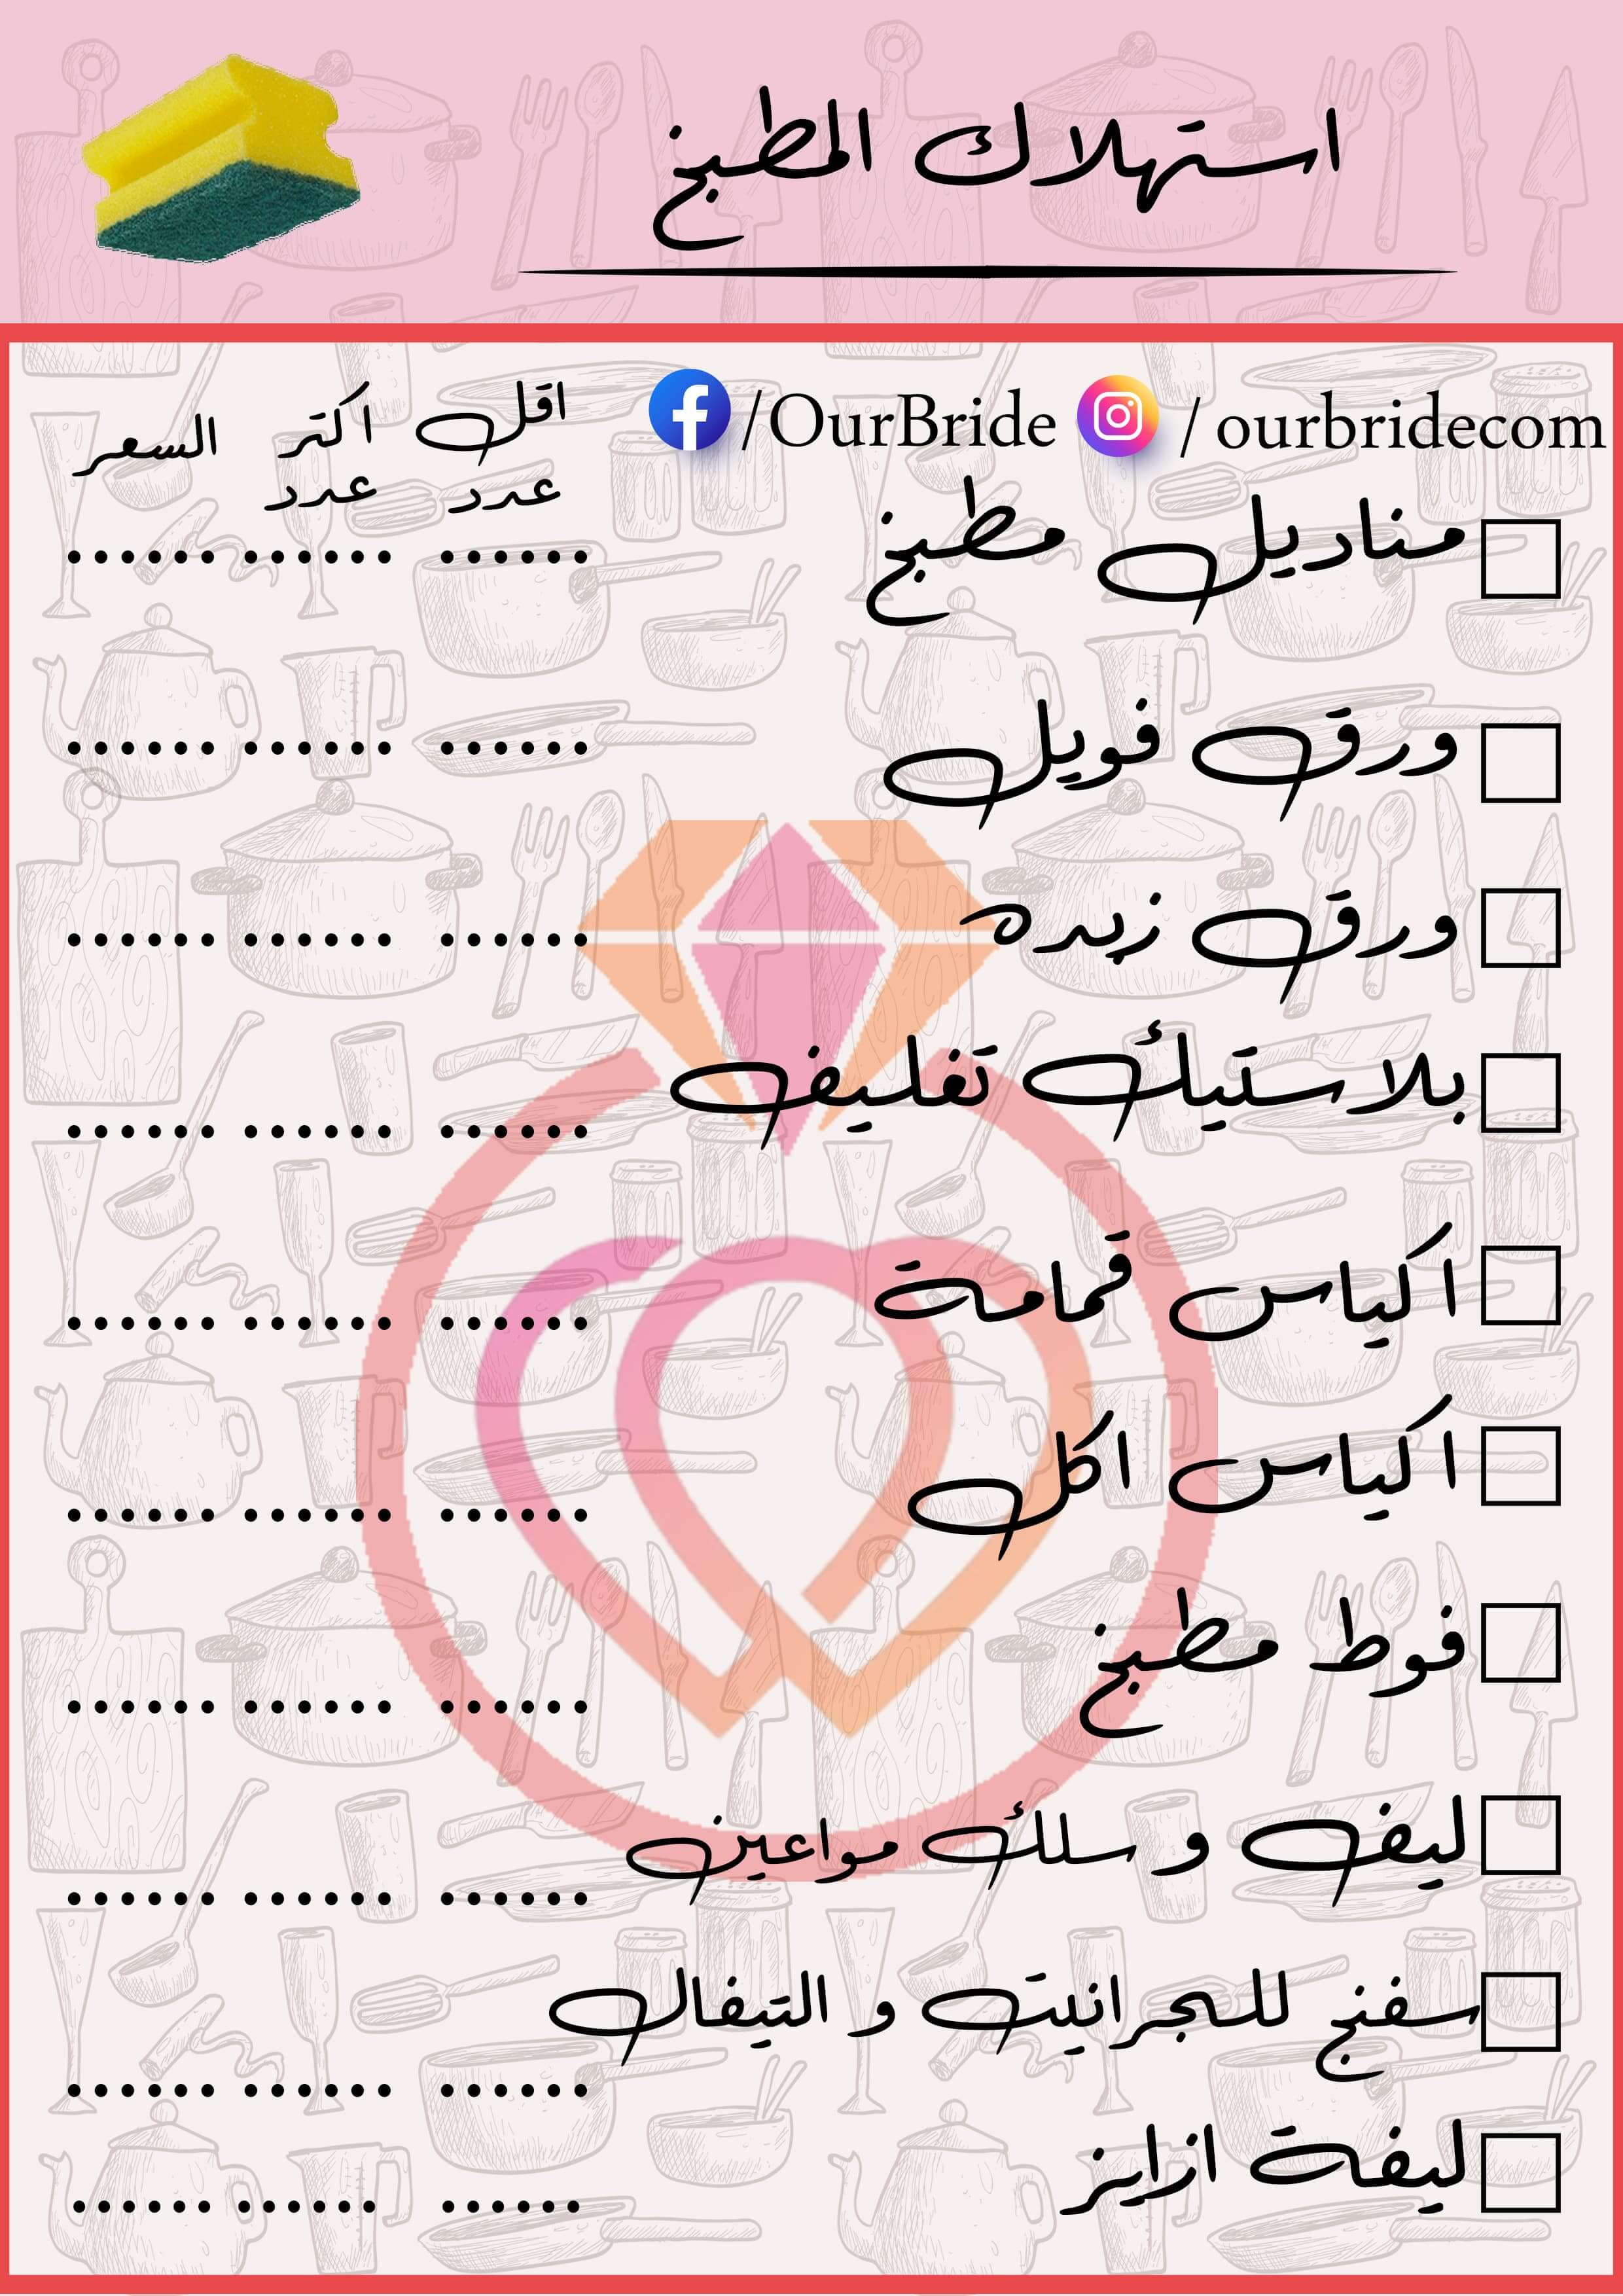 استهلاك المطبخ
/OurBride / ourbridecom
اقل عدد اكتر عدد السعر
مناديل مطبخ ...... ...... ......
ورق فويل ...... ...... ......
ورق زبده ...... ...... ......
بلاستيك تغليف ...... ...... ......
اكياس قمامة ...... ...... ......
اكياس اكل ...... ...... ......
فوط مطبخ ...... ...... ......
ليف و سلك مواعين ...... ...... ......
سفنج للجرانيت و التيفال ...... ...... ......
ليفة ازايز ...... ...... ......